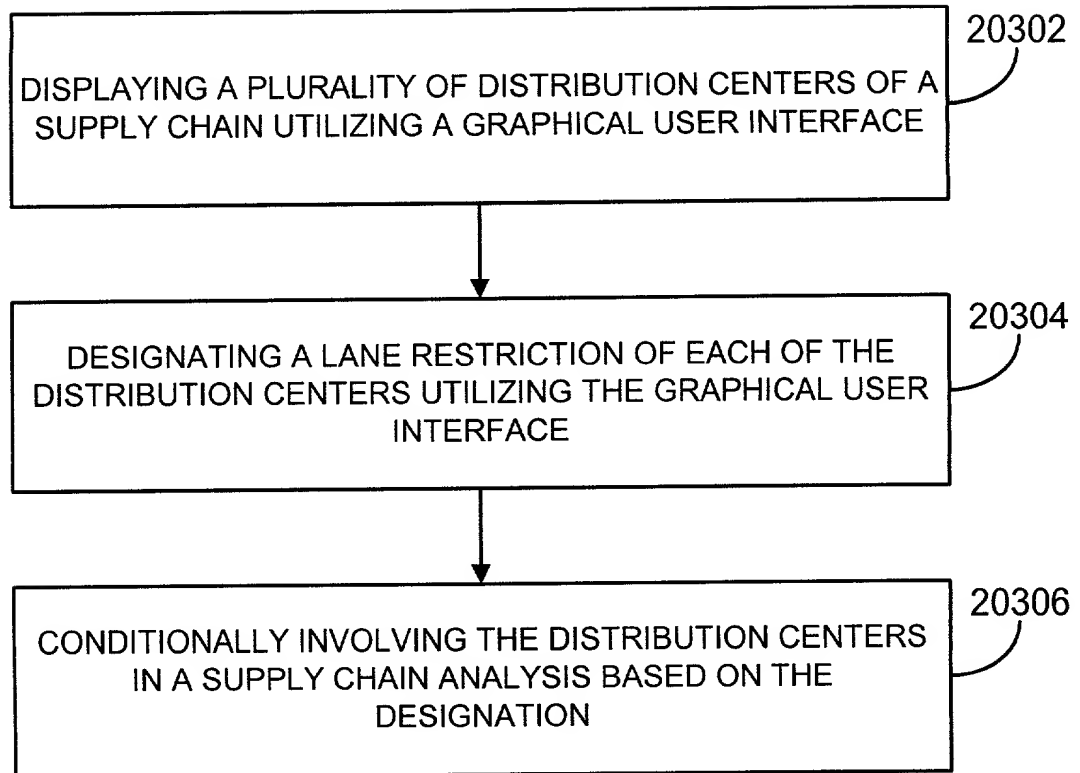 20302
DISPLAYING A PLURALITY OF DISTRIBUTION CENTERS OF A
SUPPLY CHAIN UTILIZING A GRAPHICAL USER INTERFACE
20304
DESIGNATING A LANE RESTRICTION OF EACH OF THE
DISTRIBUTION CENTERS UTILIZING THE GRAPHICAL USER
INTERFACE
20306
CONDITIONALLY INVOLVING THE DISTRIBUTION CENTERS
IN A SUPPLY CHAIN ANALYSIS BASED ON THE
DESIGNATION